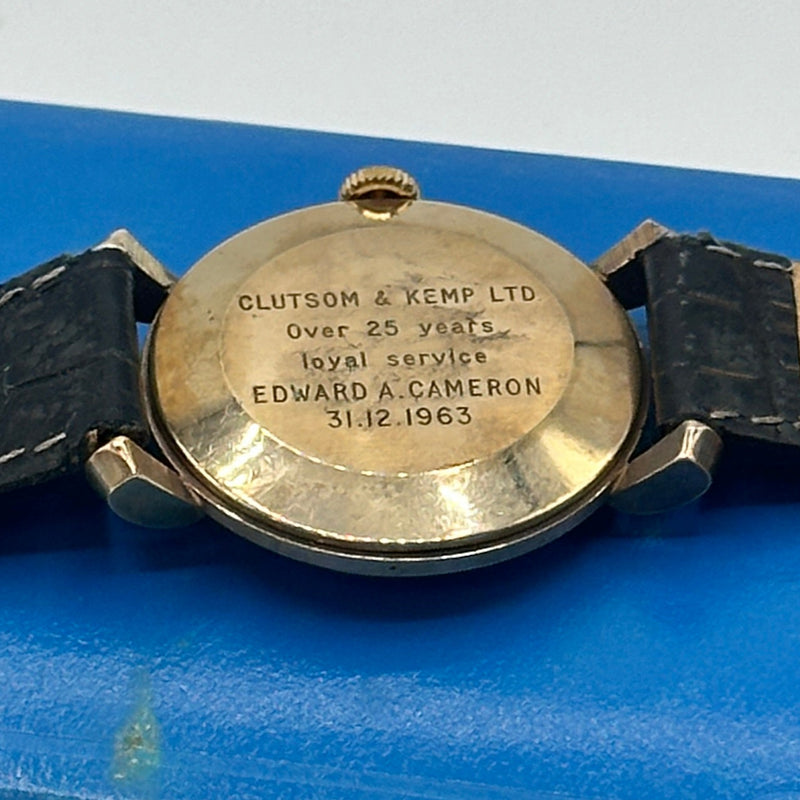 CLUTSOM & KEMP LTD
Over 25 years
loyal service
EDWARD A. CAMERON
31.12.1963